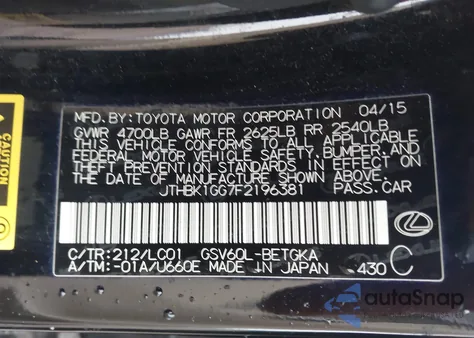 MFD.BY:TOYOTA MOTOR CORPORATION 04/15
GVWR 4700LB GAWR FR 2625LB RR 2540LB
THIS VEHICLE CONFORMS TO ALL APPLICABLE
FEDERAL MOTOR VEHICLE SAFETY, BUMPER, AND
THEFT PREVENTION STANDARDS IN EFFECT ON
THE DATE OF MANUFACTURE SHOWN ABOVE.
JTHBK1GG7F2196381 PASS.CAR
C/TR:212/LC01 GSV60L-BETGKA
A/TM:-01A/U660E MADE IN JAPAN 430 C
CAUTION
autoSnap